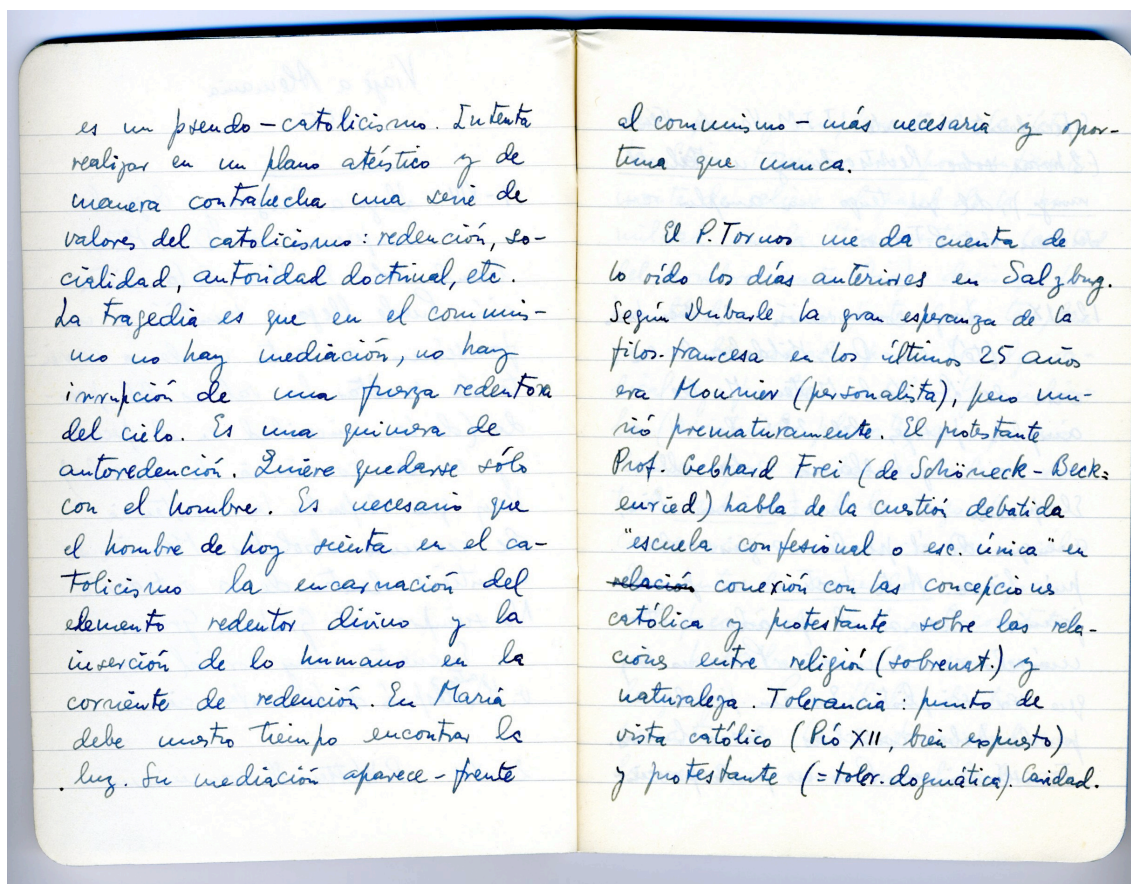 es un pseudo-catolicismo. Intenta
realizar en un plano ateístico y de
manera contrahecha una serie de
valores del catolicismo: redención, so-
cialidad, autoridad doctrinal, etc.
La tragedia es que en el comunis-
mo no hay mediación, no hay
irrupción de una fuerza redentora
del cielo. Es una quimera de
autoredención. Quiere quedarse sólo
con el hombre. Es necesario que
el hombre de hoy sienta en el ca-
tolicismo la encarnación del
elemento redentor divino y la
inserción de lo humano en la
corriente de redención. En María
debe nuestro tiempo encontrar la
luz. Su mediación aparece - frente
al comunismo - más necesaria y opor-
tuna que nunca.
El P. Tornos me da cuenta de
lo oído los días anteriores en Salzburg.
Según Dubarle la gran esperanza de la
filos. francesa en los últimos 25 años
era Mounier (personalista), pero mu-
rió prematuramente. El protestante
Prof. Gebhard Frei (de Schöneck-Beck=
enried) habla de la cuestión debatida
"escuela confesional o esc. única" en
relación conexión con las concepciones
católica y protestante sobre las rela-
ciones entre religión (sobrenat.) y
naturaleza. Tolerancia: punto de
vista católico (Pío XII, bien expuesto)
y protestante (= toler. dogmática). Caridad.